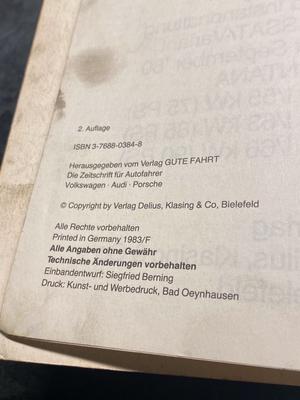 2. Auflage
ISBN 3-7688-0384-8
Herausgegeben vom Verlag GUTE FAHRT
Die Zeitschrift für Autofahrer
Volkswagen · Audi · Porsche
© Copyright by Verlag Delius, Klasing & Co, Bielefeld
Alle Rechte vorbehalten
Printed in Germany 1983/F
Alle Angaben ohne Gewähr
Technische Änderungen vorbehalten
Einbandentwurf: Siegfried Berning
Druck: Kunst- und Werbedruck, Bad Oeynhausen